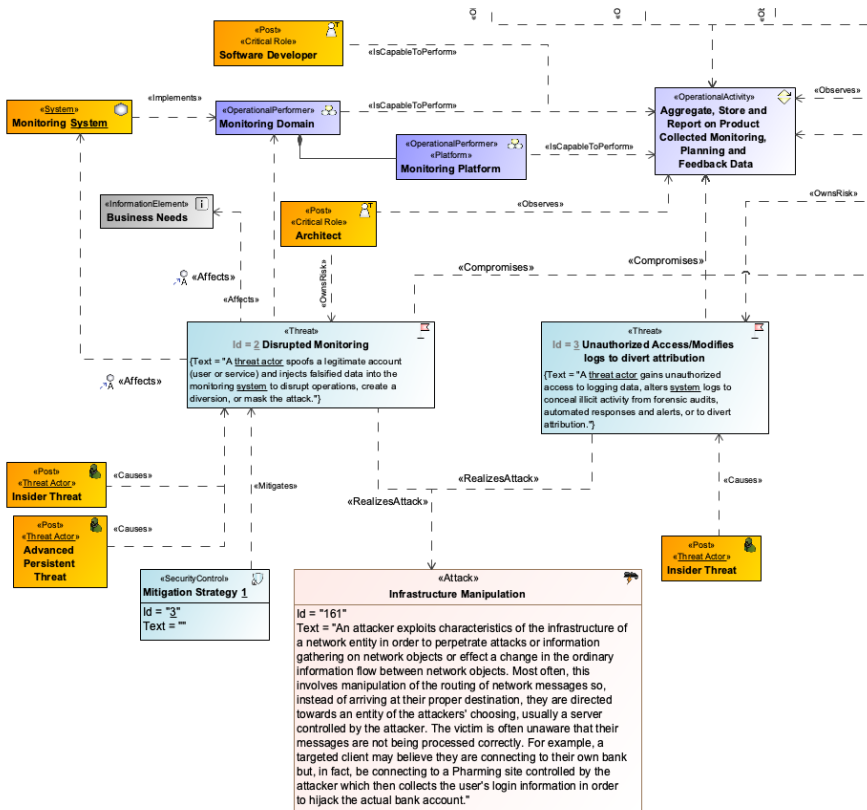 «Post»
«Critical Role»
Software Developer
«IsCapableToPerform»
«System»
Monitoring System
«Implements»
«OperationalPerformer»
Monitoring Domain
«IsCapableToPerform»
«OperationalActivity»
Aggregate, Store and
Report on Product
Collected Monitoring,
Planning and
Feedback Data
«Observes»
«OperationalPerformer»
«Platform»
Monitoring Platform
«IsCapableToPerform»
«InformationElement»
Business Needs
«Post»
«Critical Role»
Architect
«Observes»
«OwnsRisk»
«OwnsRisk»
«Compromises»
«Compromises»
«Affects»
«Affects»
A
«Threat»
Id = 2 Disrupted Monitoring
{Text = "A threat actor spoofs a legitimate account
(user or service) and injects falsified data into the
monitoring system to disrupt operations, create a
diversion, or mask the attack."}
«Threat»
Id = 3 Unauthorized Access/Modifies
logs to divert attribution
{Text = "A threat actor gains unauthorized
access to logging data, alters system logs to
conceal illicit activity from forensic audits,
automated responses and alerts, or to divert
attribution."}
A
«Affects»
«Post»
«Threat Actor»
Insider Threat
«Causes»
«Mitigates»
«RealizesAttack»
«RealizesAttack»
«Causes»
«Post»
«Threat Actor»
Advanced
Persistent
Threat
«Causes»
«Post»
«Threat Actor»
Insider Threat
«SecurityControl»
Mitigation Strategy 1
Id = "3"
Text = ""
«Attack»
Infrastructure Manipulation
Id = "161"
Text = "An attacker exploits characteristics of the infrastructure of
a network entity in order to perpetrate attacks or information
gathering on network objects or effect a change in the ordinary
information flow between network objects. Most often, this
involves manipulation of the routing of network messages so,
instead of arriving at their proper destination, they are directed
towards an entity of the attackers' choosing, usually a server
controlled by the attacker. The victim is often unaware that their
messages are not being processed correctly. For example, a
targeted client may believe they are connecting to their own bank
but, in fact, be connecting to a Pharming site controlled by the
attacker which then collects the user's login information in order
to hijack the actual bank account."